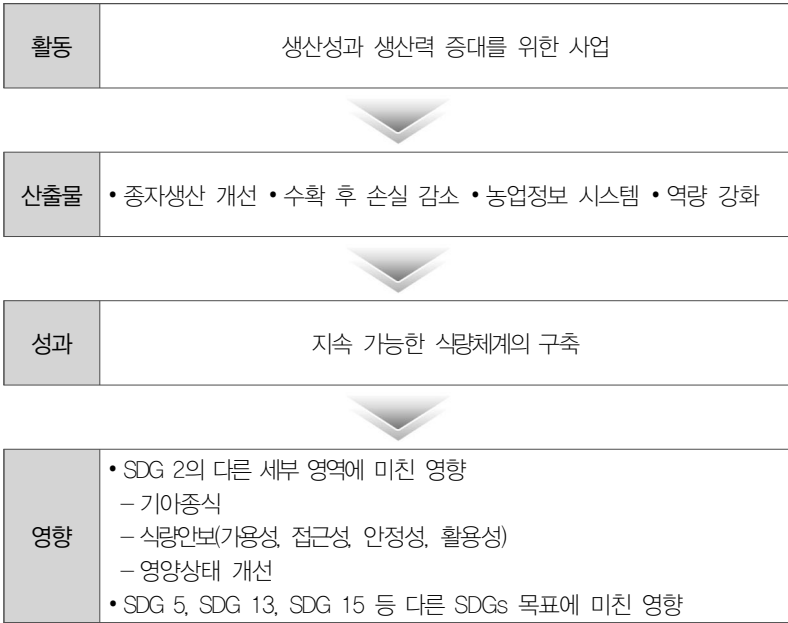 활동
생산성과 생산력 증대를 위한 사업
산출물
• 종자생산 개선 • 수확 후 손실 감소 • 농업정보 시스템 • 역량 강화
성과
지속 가능한 식량체계의 구축
영향
• SDG 2의 다른 세부 영역에 미친 영향
– 기아종식
– 식량안보(가용성, 접근성, 안정성, 활용성)
– 영양상태 개선
• SDG 5, SDG 13, SDG 15 등 다른 SDGs 목표에 미친 영향